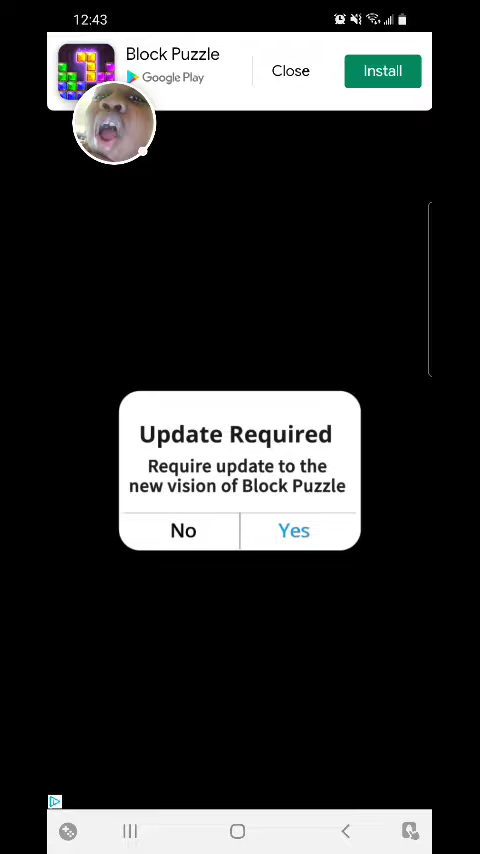 12:43
Block Puzzle
Google Play
Close
Install
Update Required
Require update to the
new vision of Block Puzzle
No
Yes